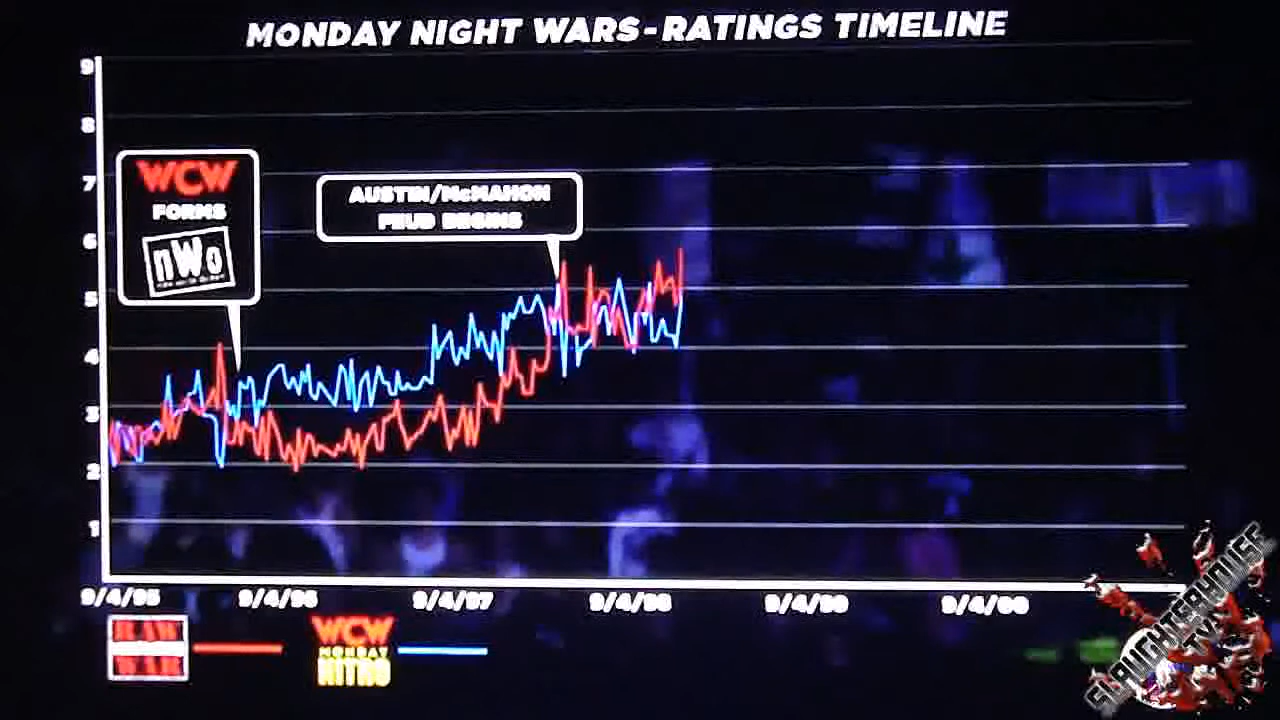 MONDAY NIGHT WARS-RATINGS TIMELINE
9
8
7
6
5
4
3
2
1
WCW
FORMS
nWo
AUSTIN/McMAHON
FEUD BEGINS
9/4/95
9/4/96
9/4/97
9/4/98
9/4/99
9/4/00
RAW
WAR
WCW
MONDAY
NITRO
SLAUGHTERHOUSE
TV